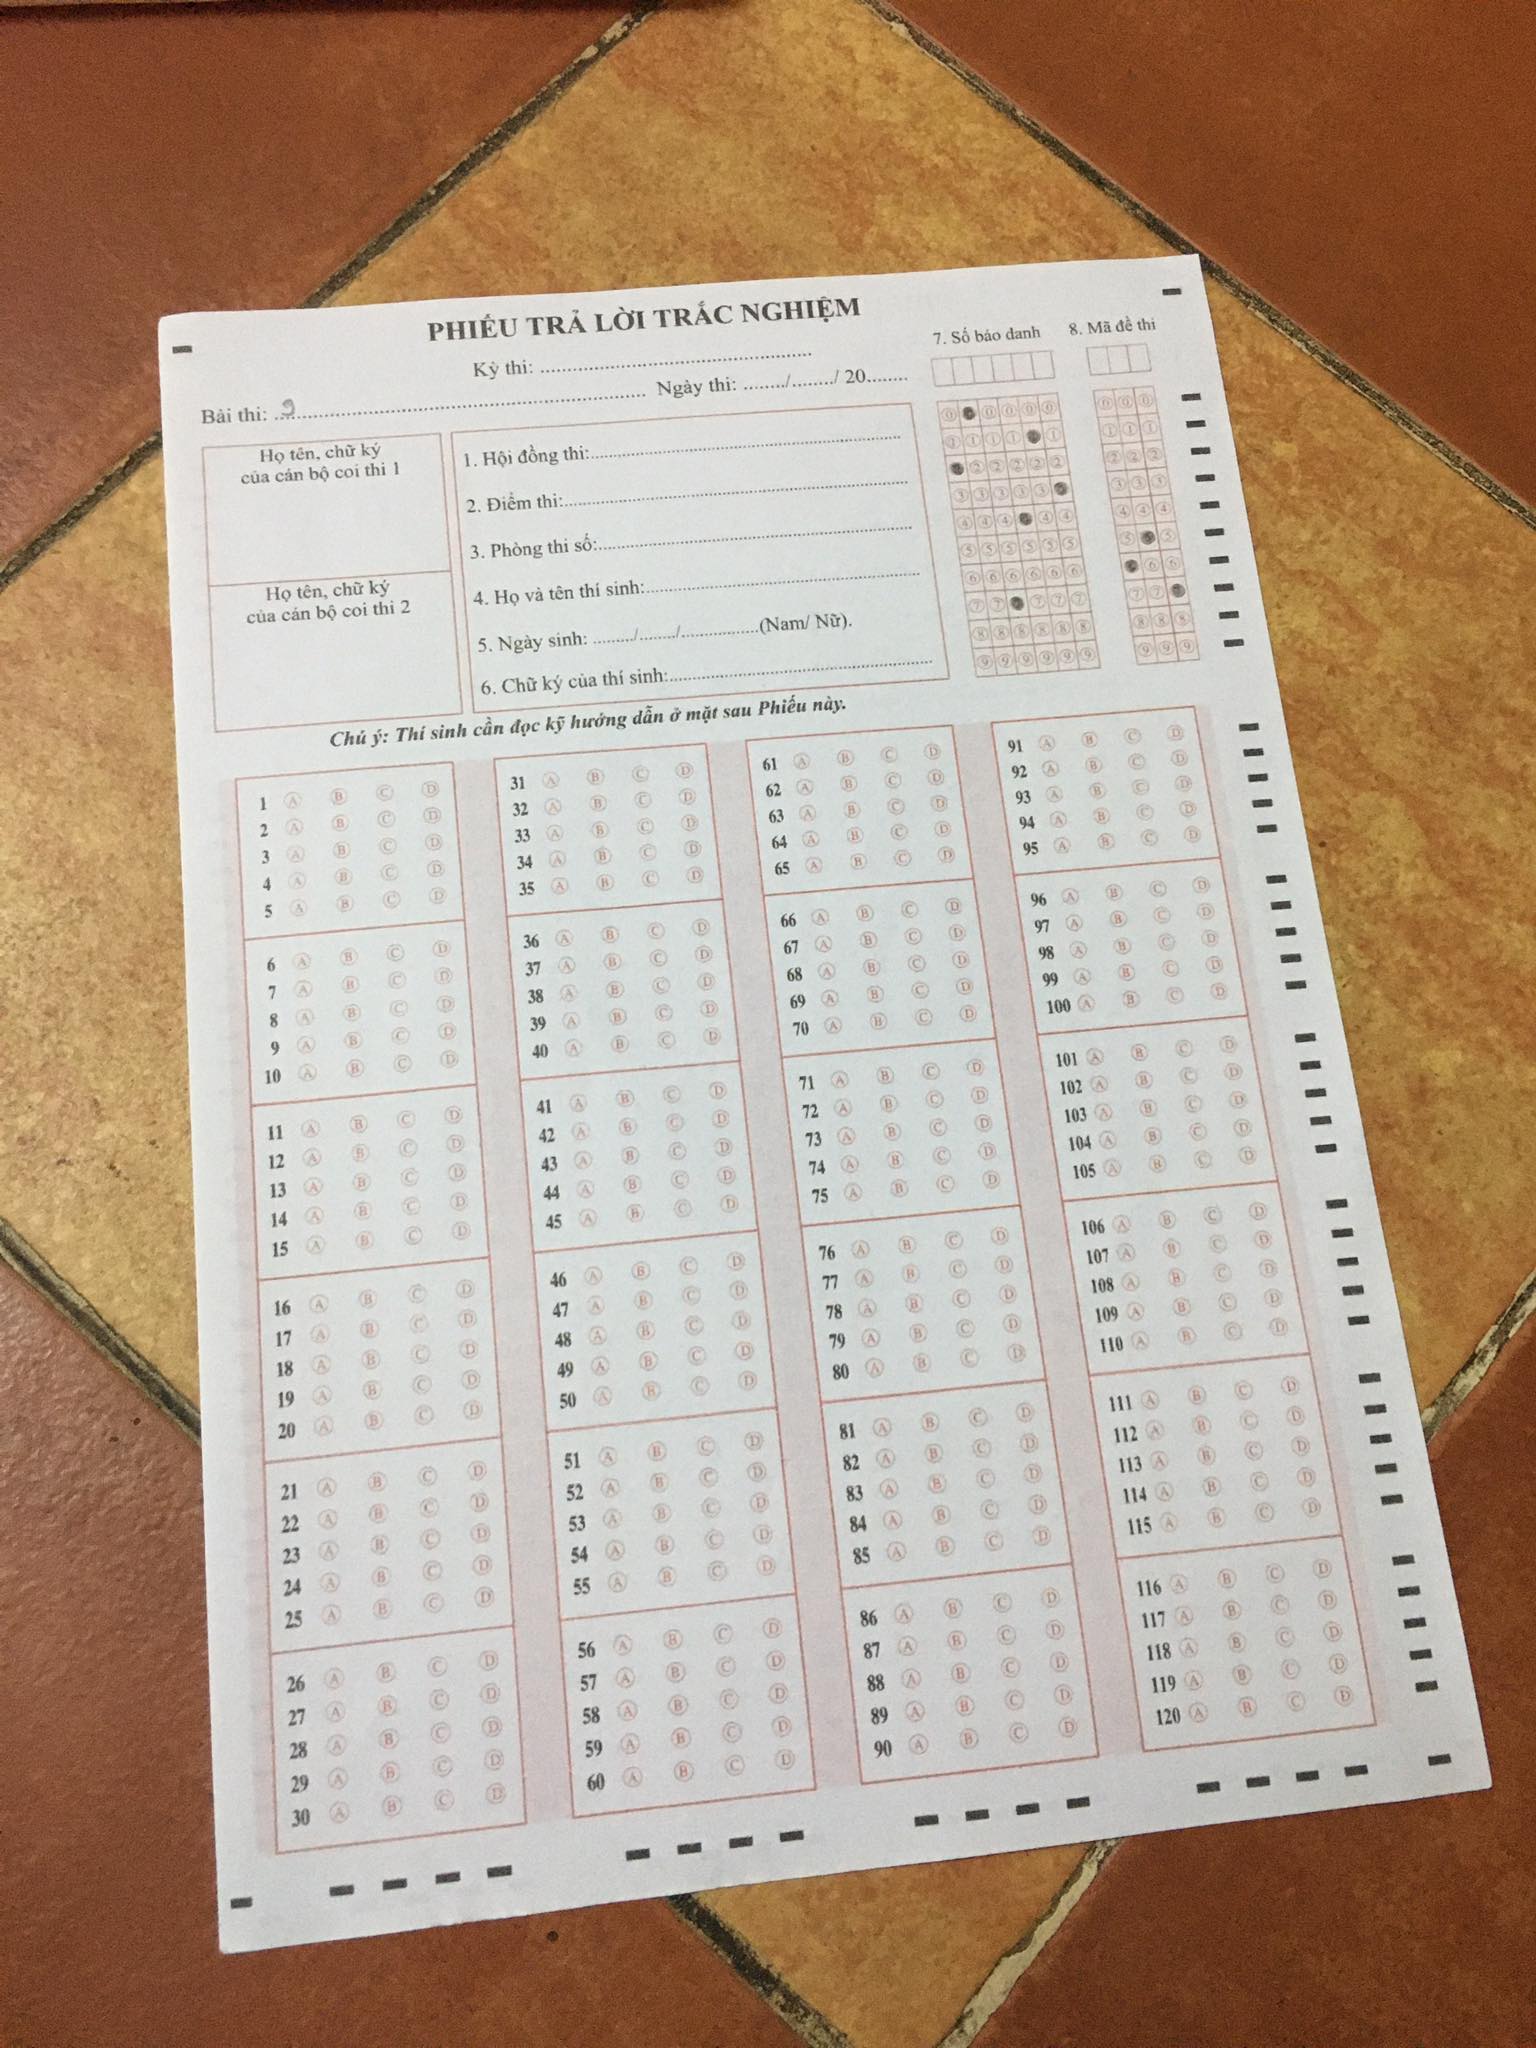 PHIẾU TRẢ LỜI TRẮC NGHIỆM
Kỳ thi: ................................................
Bài thi: 9 ................................................ Ngày thi: ......../......../ 20........
Họ tên, chữ ký
của cán bộ coi thi 1
Họ tên, chữ ký
của cán bộ coi thi 2
1. Hội đồng thi:................................................
2. Điểm thi:................................................
3. Phòng thi số:................................................
4. Họ và tên thí sinh:................................................
5. Ngày sinh: ......../......../................(Nam/ Nữ).
6. Chữ ký của thí sinh:................................................
7. Số báo danh
0 0 0 0 0
1 1 1 1 1
2 2 2 2 2
3 3 3 3 3
4 4 4 4 4
5 5 5 5 5 5
6 6 6 6 6 6
7 7 7 7 7
8 8 8 8 8 8
9 9 9 9 9 9
8. Mã đề thi
0 0 0
1 1 1
2 2 2
3 3 3
4 4 4
5 5
6 6
7 7
8 8 8
9 9 9
Chú ý: Thí sinh cần đọc kỹ hướng dẫn ở mặt sau Phiếu này.
1 A B C D
2 A B C D
3 A B C D
4 A B C D
5 A B C D
6 A B C D
7 A B C D
8 A B C D
9 A B C D
10 A B C D
11 A B C D
12 A B C D
13 A B C D
14 A B C D
15 A B C D
16 A B C D
17 A B C D
18 A B C D
19 A B C D
20 A B C D
21 A B C D
22 A B C D
23 A B C D
24 A B C D
25 A B C D
26 A B C D
27 A B C D
28 A B C D
29 A B C D
30 A B C D
31 A B C D
32 A B C D
33 A B C D
34 A B C D
35 A B C D
36 A B C D
37 A B C D
38 A B C D
39 A B C D
40 A B C D
41 A B C D
42 A B C D
43 A B C D
44 A B C D
45 A B C D
46 A B C D
47 A B C D
48 A B C D
49 A B C D
50 A B C D
51 A B C D
52 A B C D
53 A B C D
54 A B C D
55 A B C D
56 A B C D
57 A B C D
58 A B C D
59 A B C D
60 A B C D
61 A B C D
62 A B C D
63 A B C D
64 A B C D
65 A B C D
66 A B C D
67 A B C D
68 A B C D
69 A B C D
70 A B C D
71 A B C D
72 A B C D
73 A B C D
74 A B C D
75 A B C D
76 A B C D
77 A B C D
78 A B C D
79 A B C D
80 A B C D
81 A B C D
82 A B C D
83 A B C D
84 A B C D
85 A B C D
86 A B C D
87 A B C D
88 A B C D
89 A B C D
90 A B C D
91 A B C D
92 A B C D
93 A B C D
94 A B C D
95 A B C D
96 A B C D
97 A B C D
98 A B C D
99 A B C D
100 A B C D
101 A B C D
102 A B C D
103 A B C D
104 A B C D
105 A B C D
106 A B C D
107 A B C D
108 A B C D
109 A B C D
110 A B C D
111 A B C D
112 A B C D
113 A B C D
114 A B C D
115 A B C D
116 A B C D
117 A B C D
118 A B C D
119 A B C D
120 A B C D